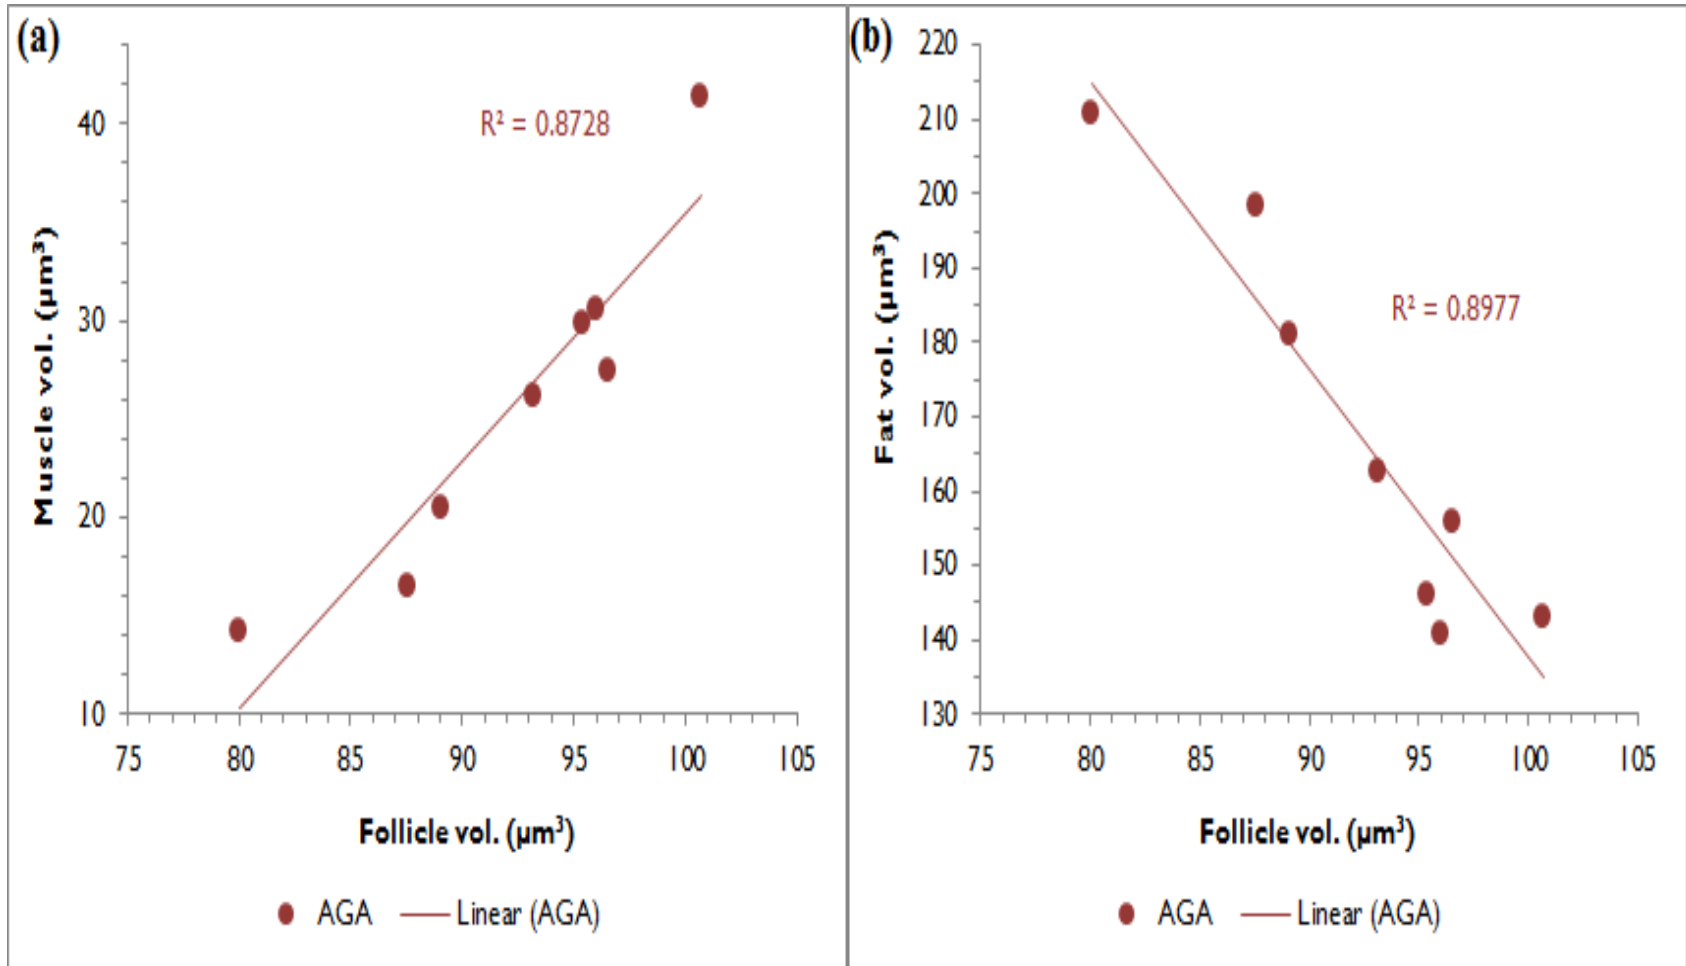 (a)
Muscle vol. (µm³)
40
30
20
10
R² = 0.8728
75 80 85 90 95 100 105
Follicle vol. (µm³)
AGA Linear (AGA)
(b)
Fat vol. (µm³)
220
210
200
190
180
170
160
150
140
130
R² = 0.8977
75 80 85 90 95 100 105
Follicle vol. (µm³)
AGA Linear (AGA)